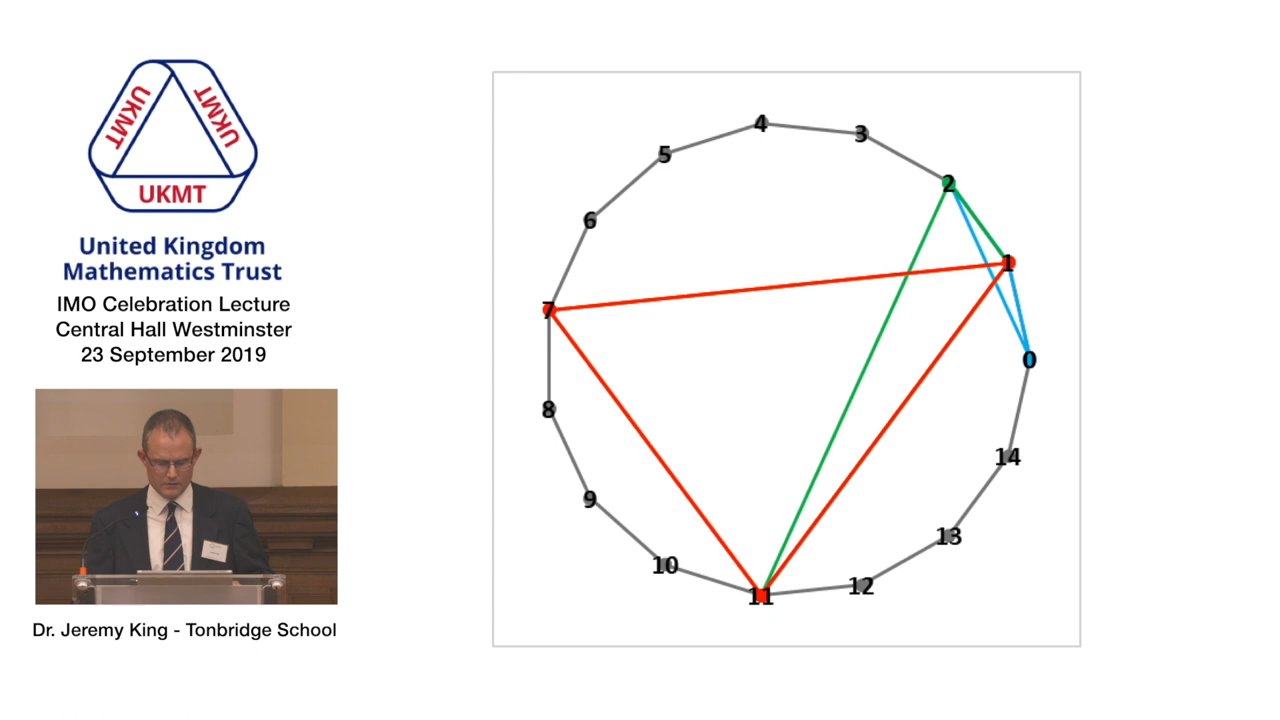 UKMT
UKMT
UKMT
United Kingdom
Mathematics Trust
IMO Celebration Lecture
Central Hall Westminster
23 September 2019
Dr. Jeremy King - Tonbridge School
4
3
5
2
6
1
7
0
8
14
9
13
10
12
11